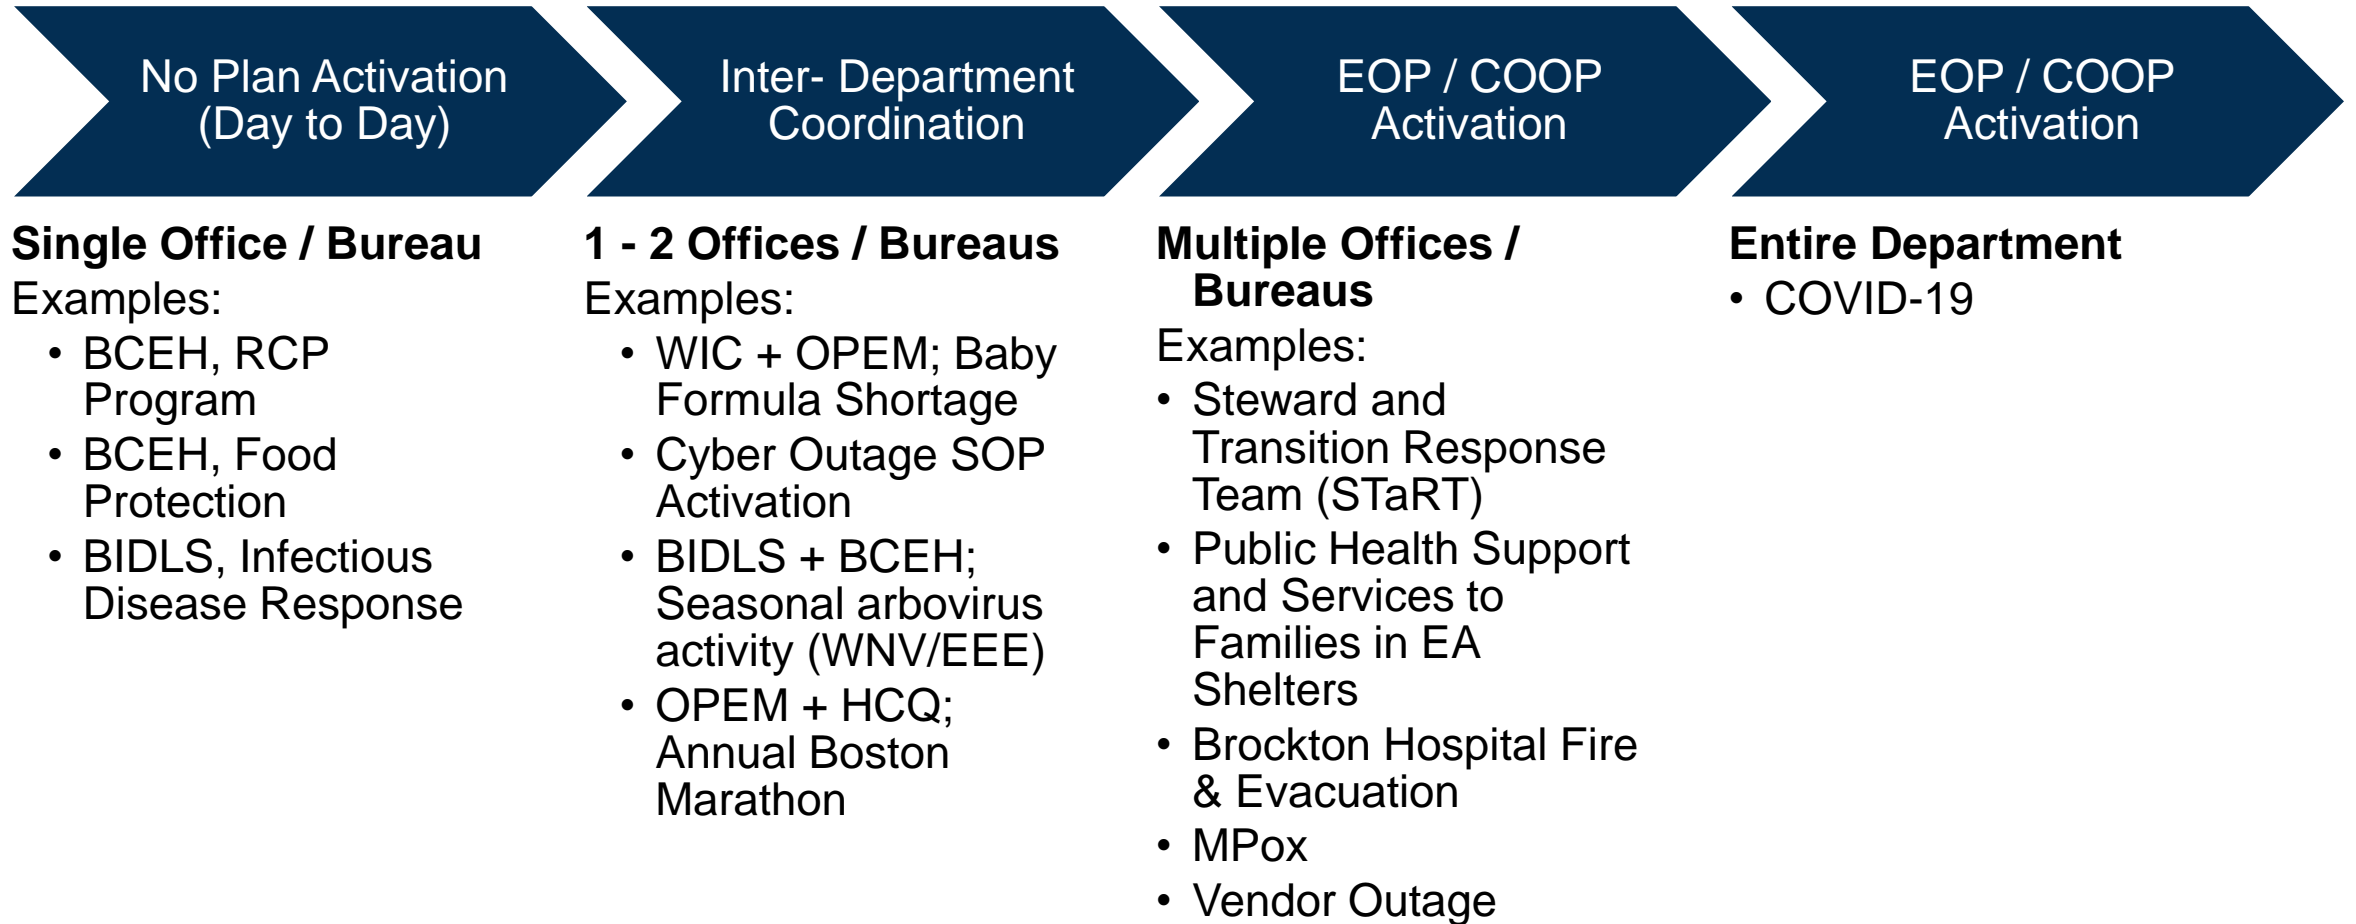 No Plan Activation
(Day to Day)
Single Office / Bureau
Examples:
• BCEH, RCP
Program
• BCEH, Food
Protection
• BIDLS, Infectious
Disease Response
Inter- Department
Coordination
1 - 2 Offices / Bureaus
Examples:
• WIC + OPEM; Baby
Formula Shortage
• Cyber Outage SOP
Activation
• BIDLS + BCEH;
Seasonal arbovirus
activity (WNV/EEE)
• OPEM + HCQ;
Annual Boston
Marathon
EOP / COOP
Activation
Multiple Offices /
Bureaus
Examples:
• Steward and
Transition Response
Team (STaRT)
• Public Health Support
and Services to
Families in EA
Shelters
• Brockton Hospital Fire
& Evacuation
• MPox
• Vendor Outage
EOP / COOP
Activation
Entire Department
• COVID-19